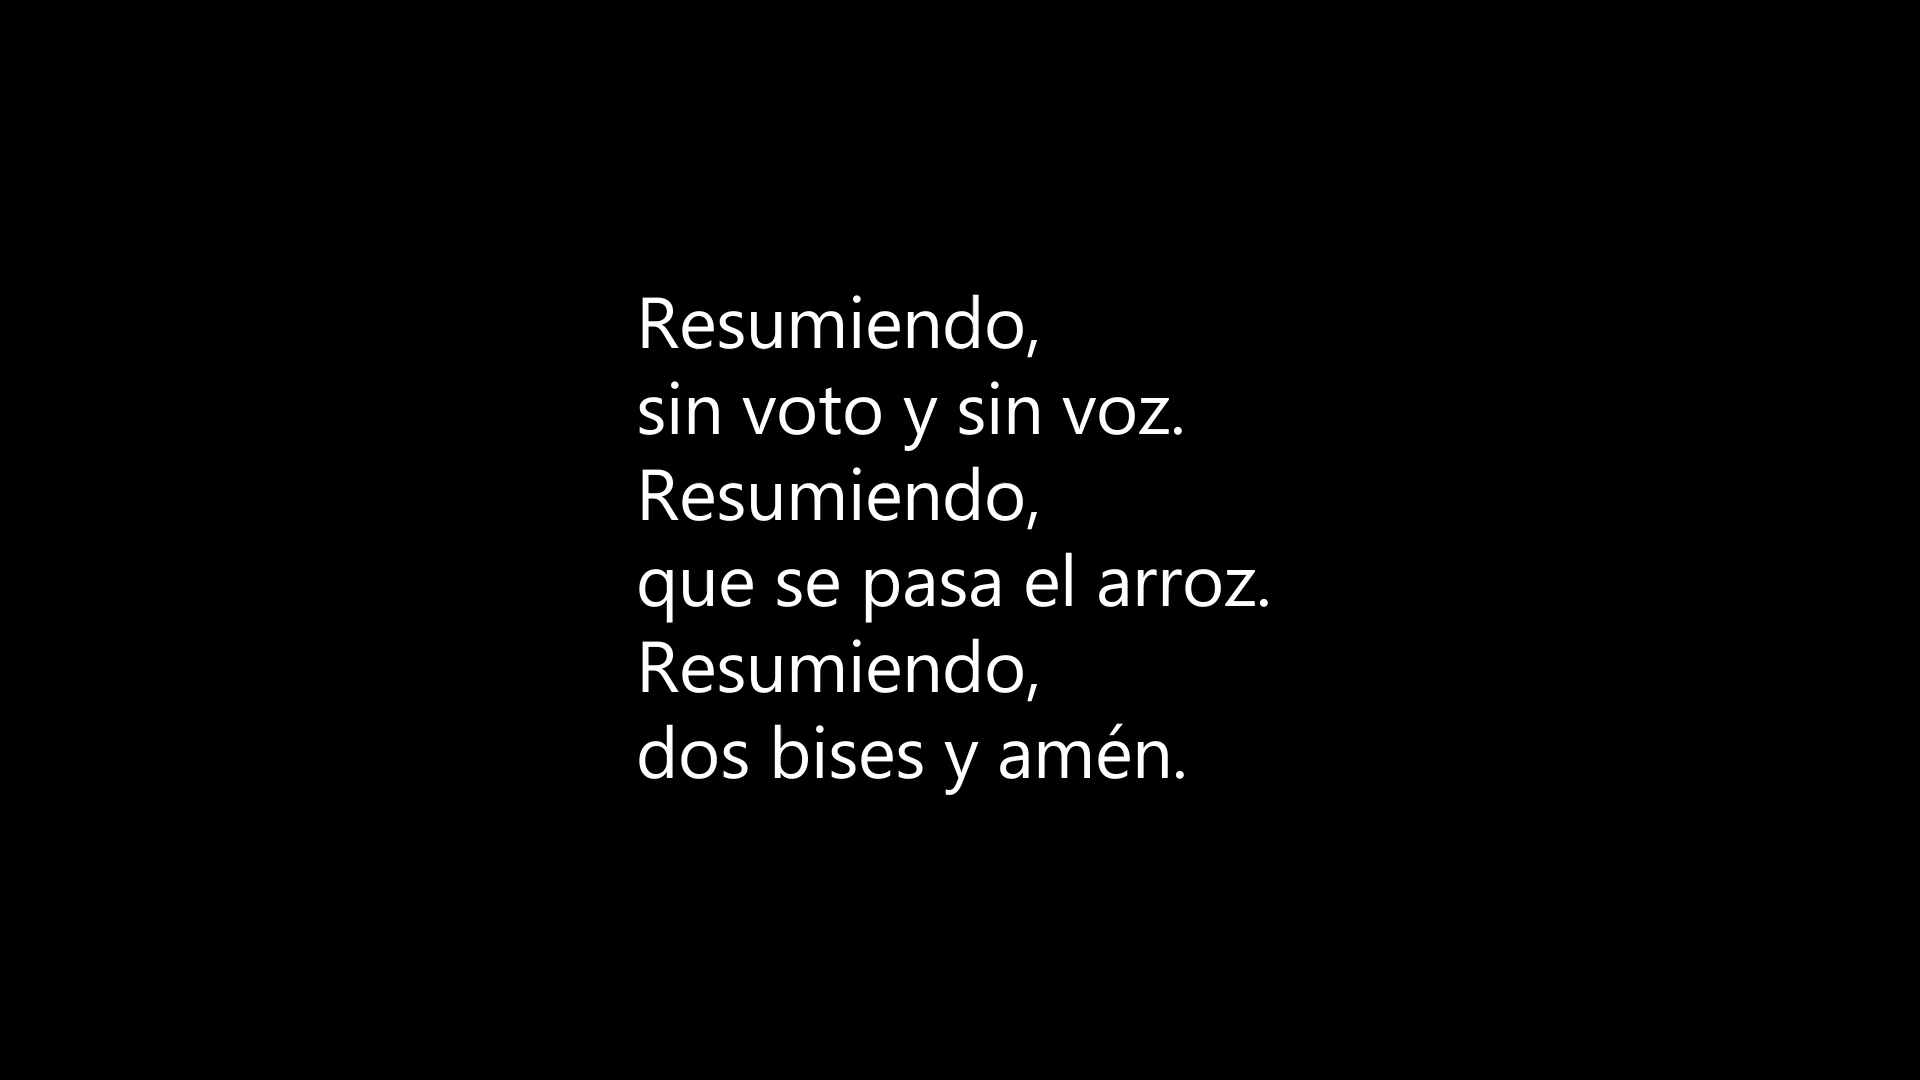 Resumiendo,
sin voto y sin voz.
Resumiendo,
que se pasa el arroz.
Resumiendo,
dos bises y amén.